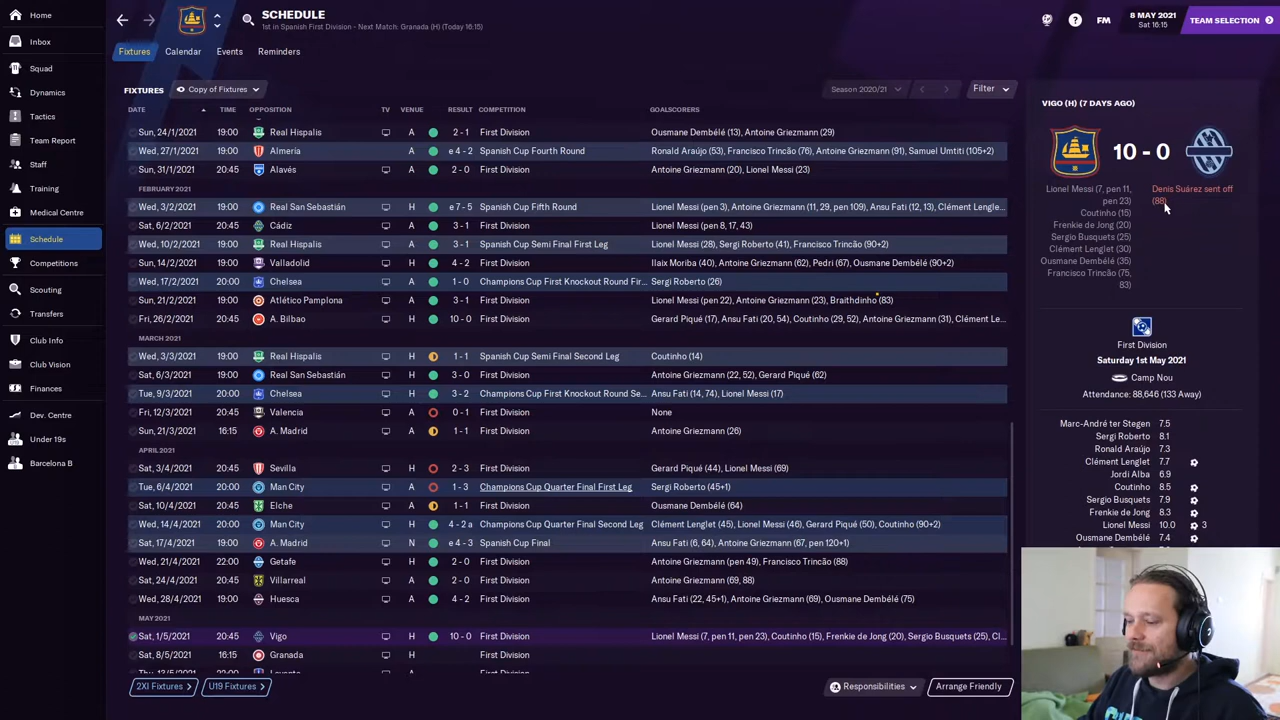 Home
Inbox
Squad
Dynamics
Tactics
Team Report
Staff
Training
Medical Centre
Schedule
Competitions
Scouting
Transfers
Club Info
Club Vision
Finances
Dev. Centre
Under 19s
Barcelona B
SCHEDULE
1st in Spanish First Division - Next Match: Granada (H) (Today 16:15)
FM
8 MAY 2021
Sat 16:15
TEAM SELECTION
Fixtures Calendar Events Reminders
FIXTURES Copy of Fixtures Season 2020/21 Filter
DATE TIME OPPOSITION TV VENUE RESULT COMPETITION GOALSCORERS
Sun, 24/1/2021 19:00 Real Hispalis A 2 - 1 First Division Ousmane Dembélé (13), Antoine Griezmann (29)
Wed, 27/1/2021 19:00 Almería A e 4 - 2 Spanish Cup Fourth Round Ronald Araújo (53), Francisco Trincão (76), Antoine Griezmann (91), Samuel Umtiti (105+2)
Sun, 31/1/2021 20:45 Alavés A 2 - 0 First Division Antoine Griezmann (20), Lionel Messi (23)
FEBRUARY 2021
Wed, 3/2/2021 19:00 Real San Sebastián A e 7 - 5 Spanish Cup Fifth Round Lionel Messi (pen 3), Antoine Griezmann (11, 29, pen 109), Ansu Fati (12, 13), Clément Lengle...
Sat, 6/2/2021 20:45 Cádiz A 3 - 1 First Division Lionel Messi (pen 8, 17, 43)
Wed, 10/2/2021 19:00 Real Hispalis A 3 - 1 Spanish Cup Semi Final First Leg Lionel Messi (28), Sergi Roberto (41), Francisco Trincão (90+2)
Sun, 14/2/2021 19:00 Valladolid A 4 - 2 First Division Ilaix Moriba (40), Antoine Griezmann (62), Pedri (67), Ousmane Dembélé (90+2)
Wed, 17/2/2021 20:45 Chelsea A 1 - 0 Champions Cup First Knockout Round Fir... Sergi Roberto (26)
Sun, 21/2/2021 19:00 Atlético Pamplona A 3 - 1 First Division Lionel Messi (pen 22), Antoine Griezmann (23), Braithdinho (83)
Fri, 26/2/2021 20:45 A. Bilbao H 10 - 0 First Division Gerard Piqué (17), Ansu Fati (20, 54), Coutinho (29, 52), Antoine Griezmann (31), Clément Le...
MARCH 2021
Wed, 3/3/2021 19:00 Real Hispalis H 1 - 1 Spanish Cup Semi Final Second Leg Coutinho (14)
Sat, 6/3/2021 19:00 Real San Sebastián A 3 - 0 First Division Antoine Griezmann (22, 52), Gerard Piqué (62)
Tue, 9/3/2021 20:00 Chelsea H 3 - 2 Champions Cup First Knockout Round Se... Ansu Fati (14, 74), Lionel Messi (17)
Fri, 12/3/2021 20:45 Valencia A 0 - 1 First Division None
Sun, 21/3/2021 16:15 A. Madrid H 1 - 1 First Division Antoine Griezmann (26)
APRIL 2021
Sat, 3/4/2021 20:45 Sevilla H 2 - 3 First Division Gerard Piqué (44), Lionel Messi (69)
Tue, 6/4/2021 20:00 Man City A 1 - 3 Champions Cup Quarter Final First Leg Sergi Roberto (45+1)
Sat, 10/4/2021 20:45 Elche A 1 - 1 First Division Ousmane Dembélé (64)
Wed, 14/4/2021 20:00 Man City H 4 - 2 a Champions Cup Quarter Final Second Leg Clément Lenglet (45), Lionel Messi (46), Gerard Piqué (50), Coutinho (90+2)
Sat, 17/4/2021 20:45 A. Madrid N e 4 - 3 Spanish Cup Final Ansu Fati (6, 64), Antoine Griezmann (67, pen 120+1)
Wed, 21/4/2021 22:00 Getafe H 2 - 0 First Division Antoine Griezmann (pen 49), Francisco Trincão (88)
Sat, 24/4/2021 20:45 Villarreal A 2 - 0 First Division Antoine Griezmann (69, 88)
Wed, 28/4/2021 19:00 Huesca H 4 - 2 First Division Ansu Fati (22, 45+1), Antoine Griezmann (69), Ousmane Dembélé (75)
MAY 2021
Sat, 1/5/2021 20:45 Vigo H 10 - 0 First Division Lionel Messi (7, pen 11, pen 23), Coutinho (15), Frenkie de Jong (20), Sergio Busquets (25), Cl...
Sat, 8/5/2021 16:15 Granada H First Division
2XI Fixtures U19 Fixtures Responsibilities Arrange Friendly
VIGO (H) (7 DAYS AGO)
10 - 0
Lionel Messi (7, pen 11,
pen 23)
Coutinho (15)
Frenkie de Jong (20)
Sergio Busquets (25)
Clément Lenglet (30)
Ousmane Dembélé (35)
Francisco Trincão (75,
83)
Denis Suárez sent off
(88)
First Division
Saturday 1st May 2021
Camp Nou
Attendance: 88,646 (133 Away)
Marc-André ter Stegen 7.5
Sergi Roberto 8.1
Ronald Araújo 7.3
Clément Lenglet 7.7
Jordi Alba 6.9
Coutinho 8.5
Sergio Busquets 7.9
Frenkie de Jong 8.3
Lionel Messi 10.0 3
Ousmane Dembélé 7.4